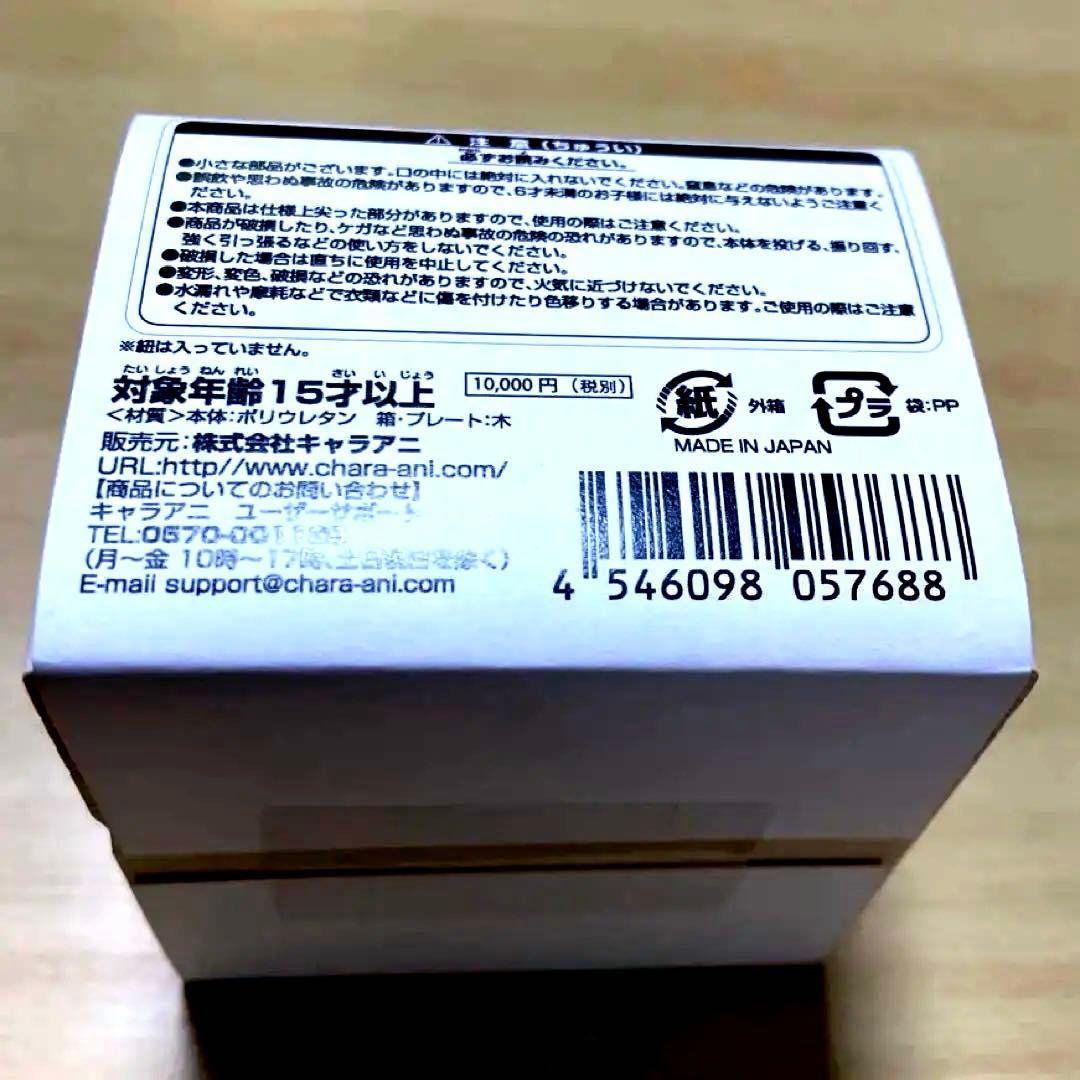 注意(ちゅうい)
必ずお読みください。
●小さな部品がございます。口の中には絶対に入れないでください。窒息などの危険があります。
●誤飲や思わぬ事故の危険がありますので、6才未満のお子様には絶対に与えないようご注意く
ださい。
●本商品は仕様上尖った部分がありますので、使用の際はご注意ください。
●商品が破損したり、ケガなど思わぬ事故の危険の恐れがありますので、本体を投げる、振り回す、
強く引っ張るなどの使い方をしないでください。
●破損した場合は直ちに使用を中止してください。
●変形、変色、破損などの恐れがありますので、火気に近づけないでください。
●水濡れや摩耗などで衣類などに傷を付けたり色移りする場合があります。ご使用の際はご注意
ください。
※紐は入っていません。
たいしょうねんれい さいいじょう
対象年齢15才以上
10,000円(税別)
紙 外箱
プラ 袋:PP
<材質>本体:ポリウレタン 箱・プレート:木
MADE IN JAPAN
販売元:株式会社キャラアニ
URL:http//www.chara-ani.com/
【商品についてのお問い合わせ】
キャラアニ ユーザーサポート
TEL:0570-001
(月~金 10時~17時、土日祝日を除く)
E-mail support@chara-ani.com
4 546098 057688